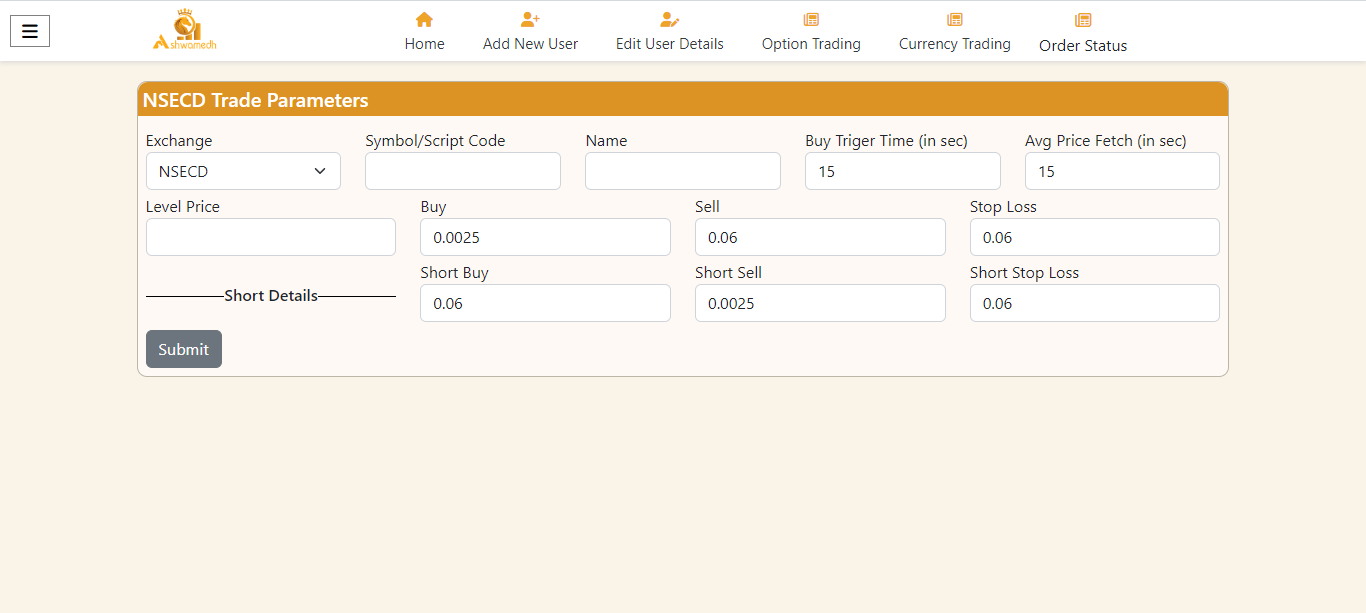 Ashwamedh
Home Add New User Edit User Details Option Trading Currency Trading Order Status
NSECD Trade Parameters
Exchange Symbol/Script Code Name Buy Triger Time (in sec) Avg Price Fetch (in sec)
NSECD 15 15
Level Price Buy Sell Stop Loss
0.0025 0.06 0.06
Short Buy Short Sell Short Stop Loss
Short Details 0.06 0.0025 0.06
Submit